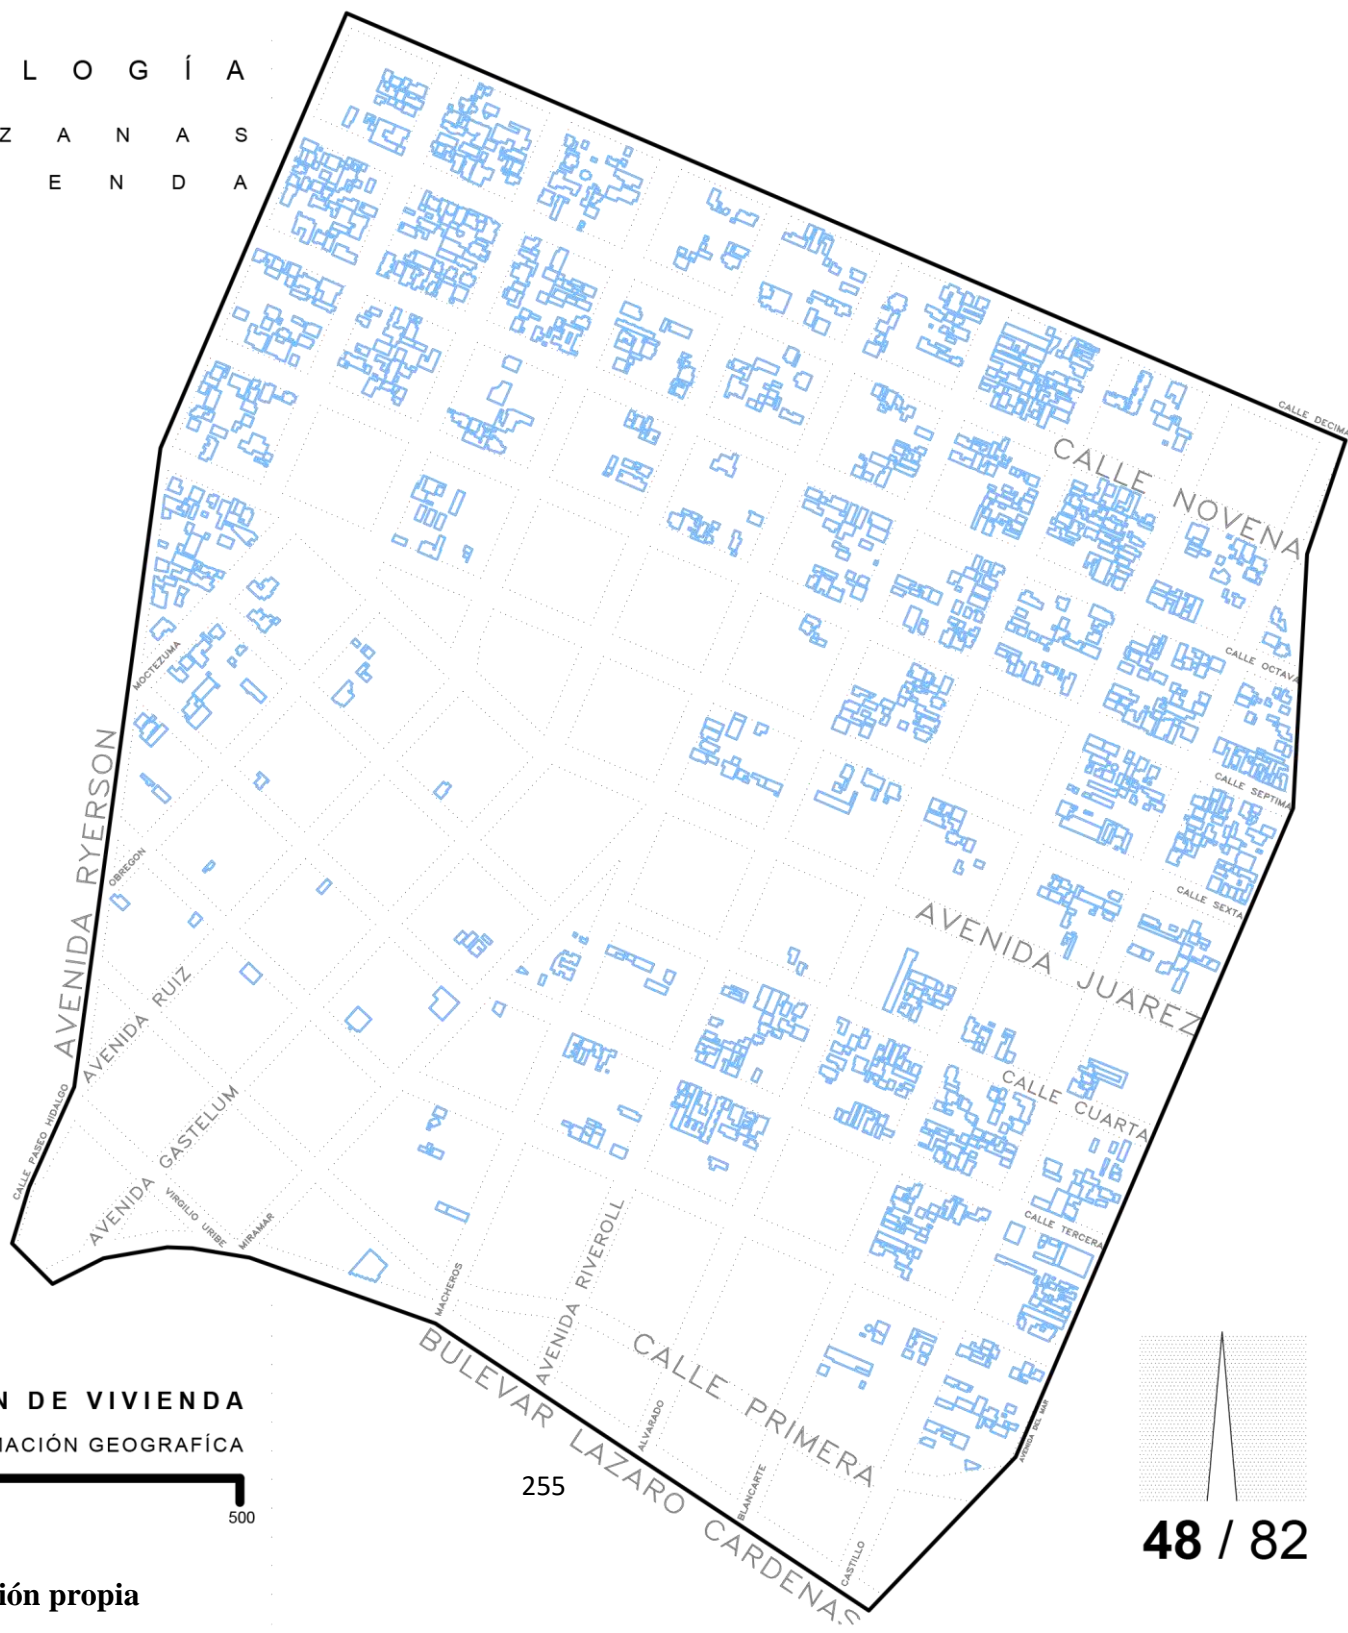 L O G Í A
Z A N A S
E N D A
CALLE DECIMA
CALLE NOVENA
CALLE OCTAVA
MOCTEZUMA
AVENIDA RYERSON
CALLE SEPTIMA
OBREGON
CALLE SEXTA
AVENIDA JUAREZ
AVENIDA RUIZ
CALLE CUARTA
CALLE PASEO HIDALGO
AVENIDA GASTELUM
VIRGILIO URIBE
MIRAMAR
CALLE TERCERA
MACHEROS
AVENIDA RIVEROLL
CALLE PRIMERA
BULEVAR LAZARO CARDENAS
ALVARADO
BLANCARTE
CASTILLO
AVENIDA DEL MAR
N DE VIVIENDA
MACIÓN GEOGRAFÍCA
500
255
48 / 82
ión propia